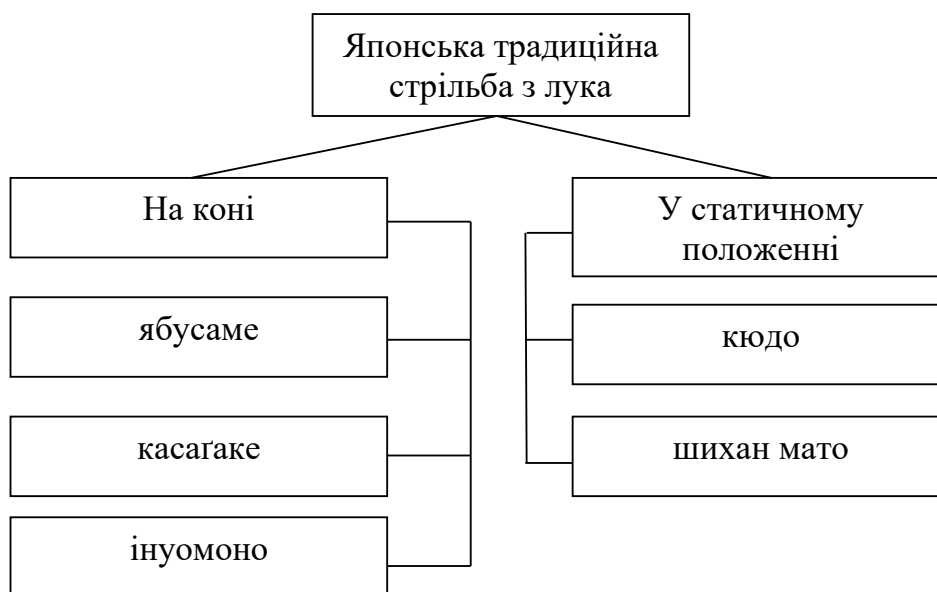 Японська традиційна
стрільба з лука
На коні
ябусаме
касаґаке
інуомоно
У статичному
положенні
кюдо
шихан мато